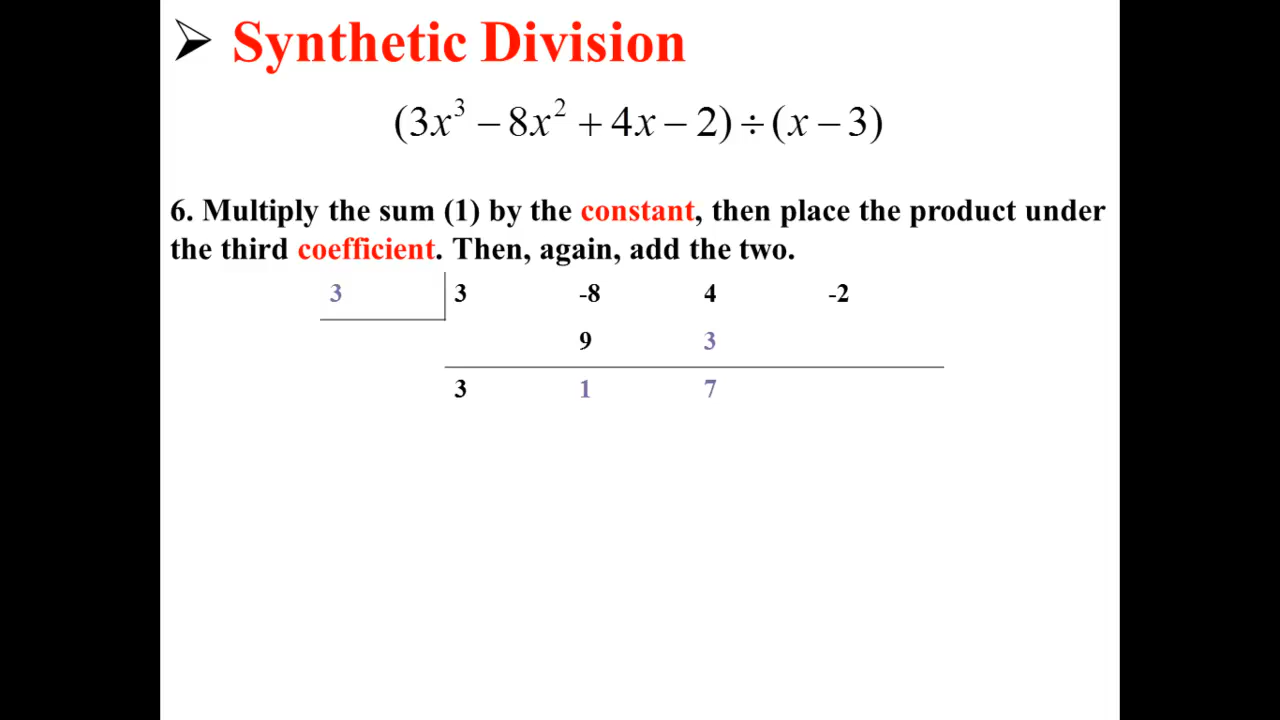 ➢ Synthetic Division
(3x³ − 8x² + 4x − 2) ÷ (x − 3)
6. Multiply the sum (1) by the constant, then place the product under
the third coefficient. Then, again, add the two.
3 3 -8 4 -2
9 3
3 1 7